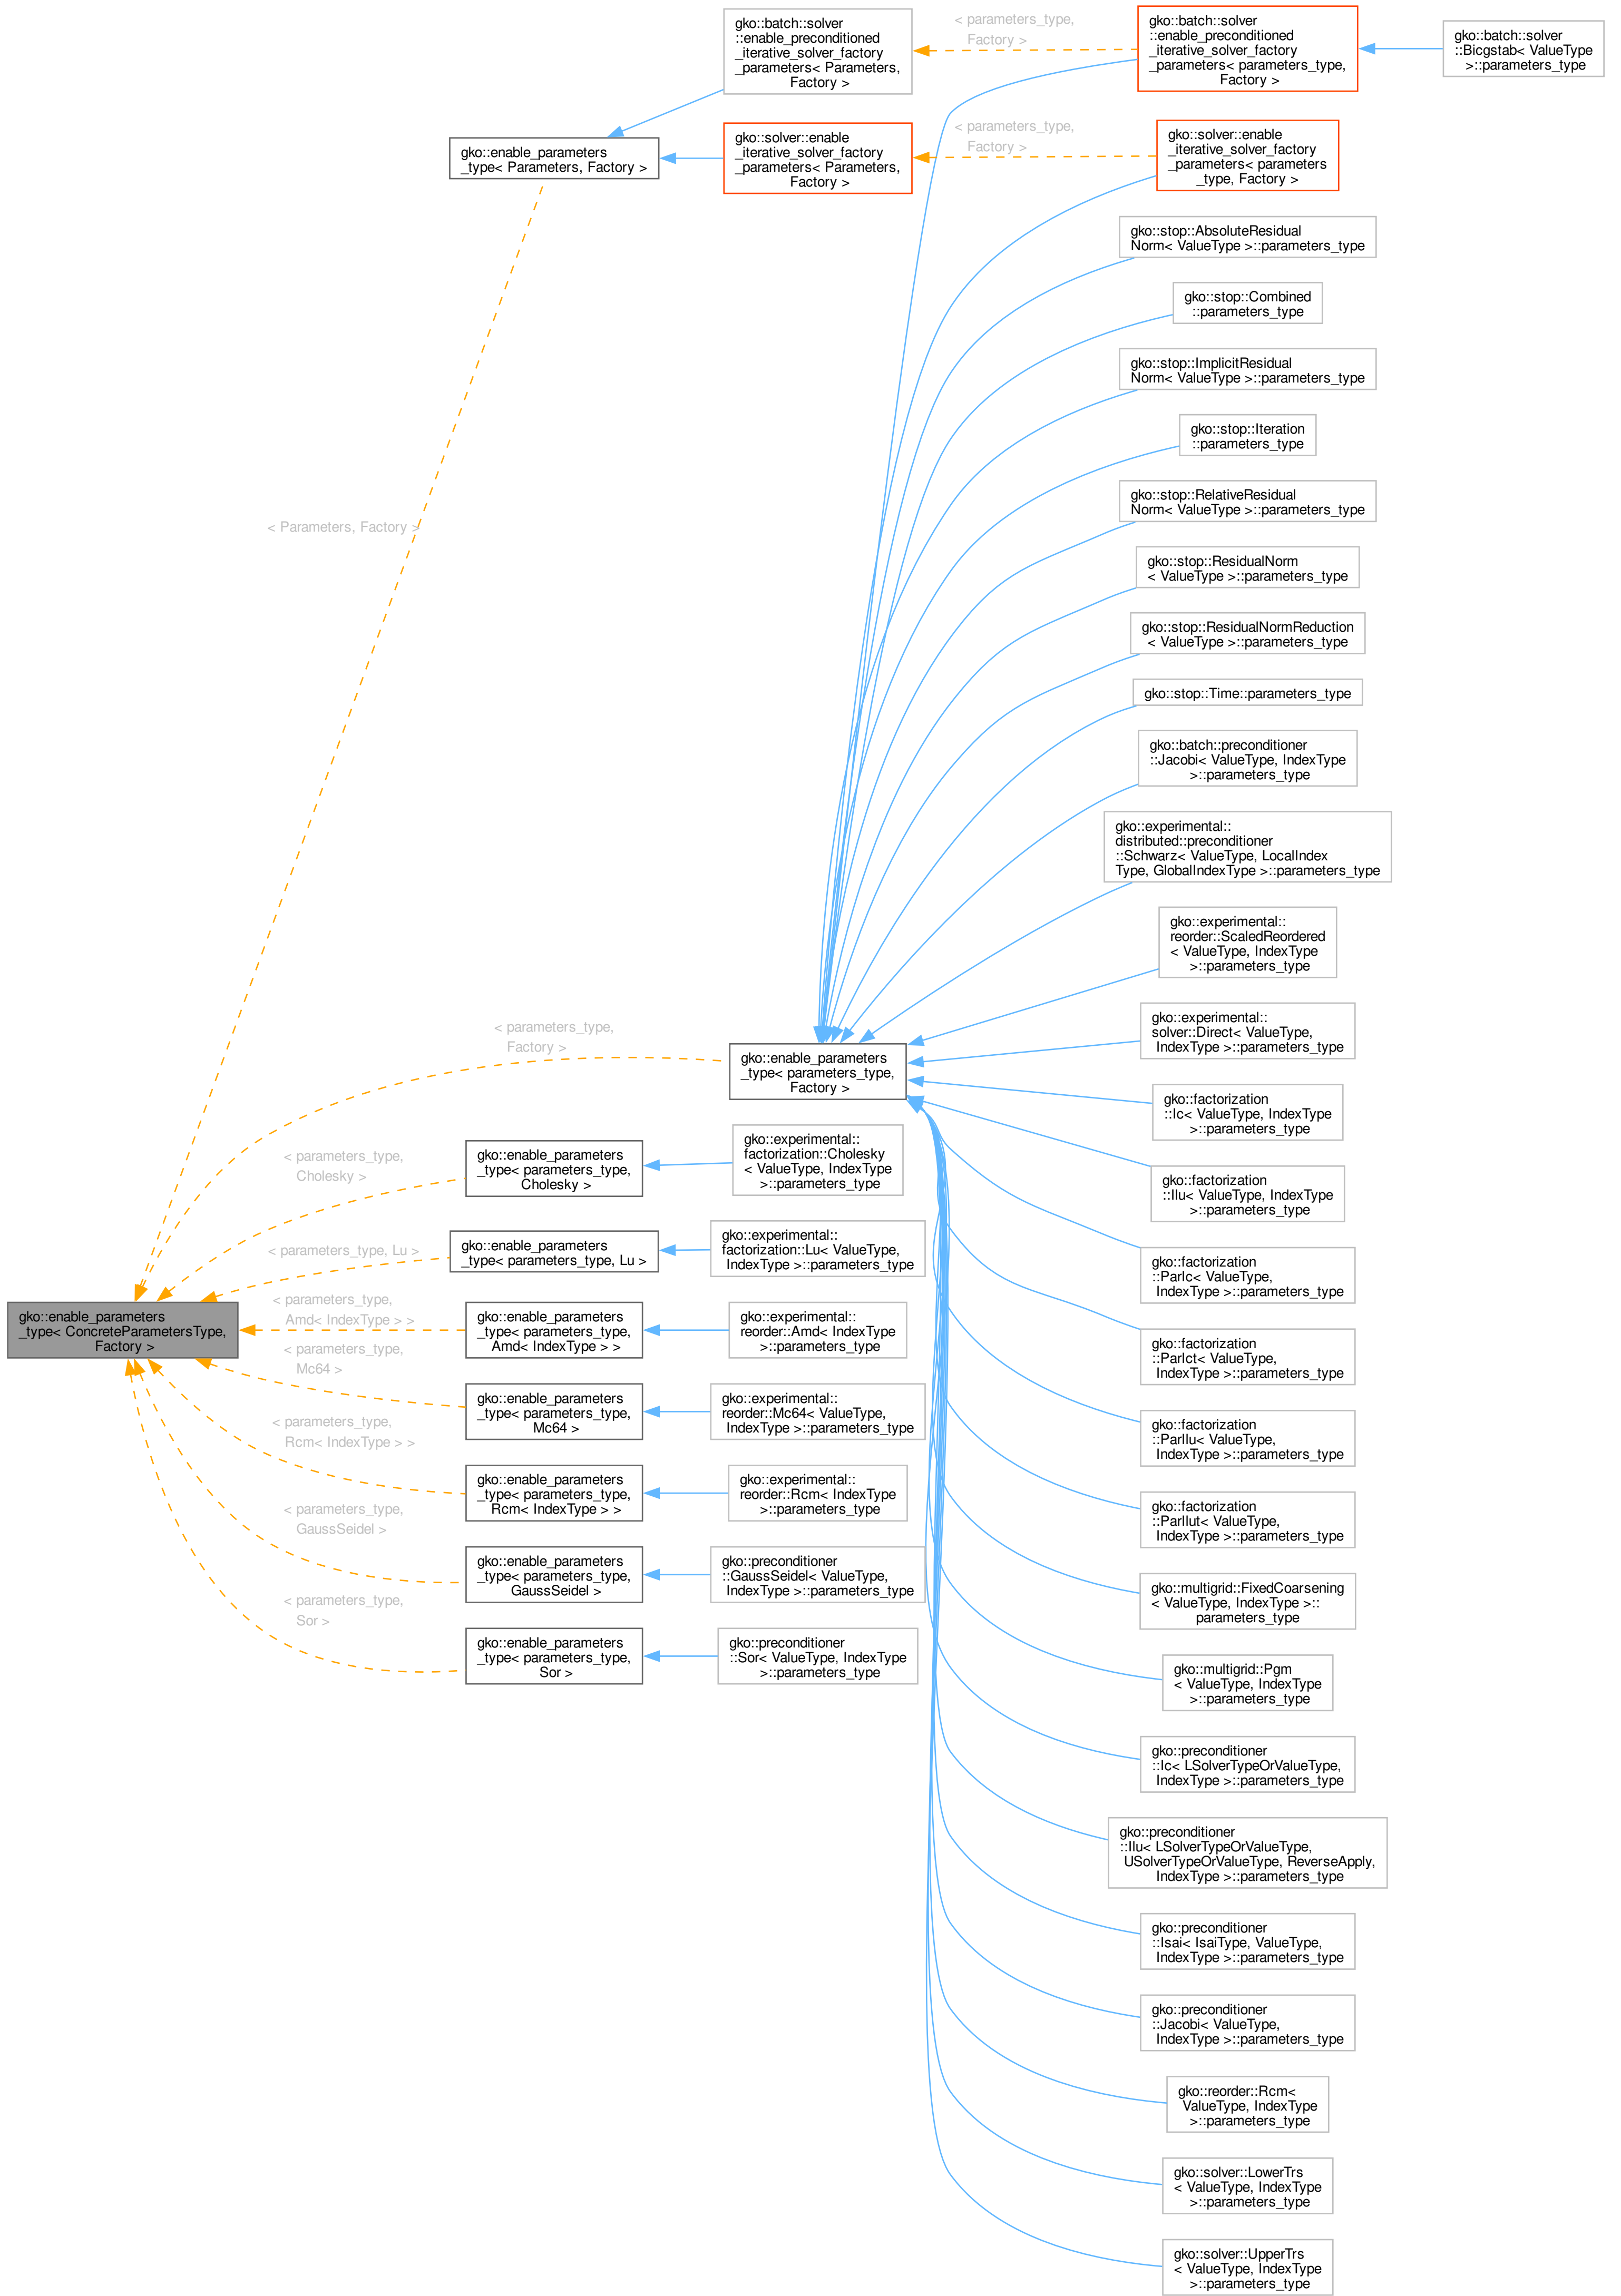 gko::batch::solver
::enable_preconditioned
_iterative_solver_factory
_parameters< Parameters,
Factory >
< parameters_type,
Factory >
gko::batch::solver
::enable_preconditioned
_iterative_solver_factory
_parameters< parameters_type,
Factory >
gko::batch::solver
::Bicgstab< ValueType
>::parameters_type
gko::enable_parameters
_type< Parameters, Factory >
gko::solver::enable
_iterative_solver_factory
_parameters< Parameters,
Factory >
< parameters_type,
Factory >
gko::solver::enable
_iterative_solver_factory
_parameters< parameters
_type, Factory >
gko::stop::AbsoluteResidual
Norm< ValueType >::parameters_type
gko::stop::Combined
::parameters_type
gko::stop::ImplicitResidual
Norm< ValueType >::parameters_type
gko::stop::Iteration
::parameters_type
gko::stop::RelativeResidual
Norm< ValueType >::parameters_type
< Parameters, Factory >
gko::stop::ResidualNorm
< ValueType >::parameters_type
gko::stop::ResidualNormReduction
< ValueType >::parameters_type
gko::stop::Time::parameters_type
gko::batch::preconditioner
::Jacobi< ValueType, IndexType
>::parameters_type
gko::experimental::
distributed::preconditioner
::Schwarz< ValueType, LocalIndex
Type, GlobalIndexType >::parameters_type
gko::experimental::
reorder::ScaledReordered
< ValueType, IndexType
>::parameters_type
gko::experimental::
solver::Direct< ValueType,
IndexType >::parameters_type
< parameters_type,
Factory >
gko::enable_parameters
_type< parameters_type,
Factory >
gko::factorization
::Ic< ValueType, IndexType
>::parameters_type
< parameters_type,
Cholesky >
gko::enable_parameters
_type< parameters_type,
Cholesky >
gko::experimental::
factorization::Cholesky
< ValueType, IndexType
>::parameters_type
gko::factorization
::Ilu< ValueType, IndexType
>::parameters_type
< parameters_type, Lu >
gko::enable_parameters
_type< parameters_type, Lu >
gko::experimental::
factorization::Lu< ValueType,
IndexType >::parameters_type
gko::factorization
::ParIc< ValueType,
IndexType >::parameters_type
gko::enable_parameters
_type< ConcreteParametersType,
Factory >
< parameters_type,
Amd< IndexType > >
gko::enable_parameters
_type< parameters_type,
Amd< IndexType > >
gko::experimental::
reorder::Amd< IndexType
>::parameters_type
gko::factorization
::ParIct< ValueType,
IndexType >::parameters_type
< parameters_type,
Mc64 >
gko::enable_parameters
_type< parameters_type,
Mc64 >
gko::experimental::
reorder::Mc64< ValueType,
IndexType >::parameters_type
gko::factorization
::ParIlu< ValueType,
IndexType >::parameters_type
< parameters_type,
Rcm< IndexType > >
gko::enable_parameters
_type< parameters_type,
Rcm< IndexType > >
gko::experimental::
reorder::Rcm< IndexType
>::parameters_type
gko::factorization
::ParIlut< ValueType,
IndexType >::parameters_type
< parameters_type,
GaussSeidel >
gko::enable_parameters
_type< parameters_type,
GaussSeidel >
gko::preconditioner
::GaussSeidel< ValueType,
IndexType >::parameters_type
gko::multigrid::FixedCoarsening
< ValueType, IndexType >::
parameters_type
< parameters_type,
Sor >
gko::enable_parameters
_type< parameters_type,
Sor >
gko::preconditioner
::Sor< ValueType, IndexType
>::parameters_type
gko::multigrid::Pgm
< ValueType, IndexType
>::parameters_type
gko::preconditioner
::Ic< LSolverTypeOrValueType,
IndexType >::parameters_type
gko::preconditioner
::Ilu< LSolverTypeOrValueType,
USolverTypeOrValueType, ReverseApply,
IndexType >::parameters_type
gko::preconditioner
::Isai< IsaiType, ValueType,
IndexType >::parameters_type
gko::preconditioner
::Jacobi< ValueType,
IndexType >::parameters_type
gko::reorder::Rcm<
ValueType, IndexType
>::parameters_type
gko::solver::LowerTrs
< ValueType, IndexType
>::parameters_type
gko::solver::UpperTrs
< ValueType, IndexType
>::parameters_type